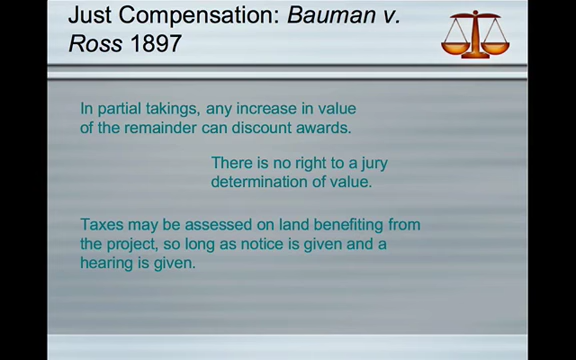 Just Compensation: Bauman v.
Ross 1897
In partial takings, any increase in value
of the remainder can discount awards.
There is no right to a jury
determination of value.
Taxes may be assessed on land benefiting from
the project, so long as notice is given and a
hearing is given.